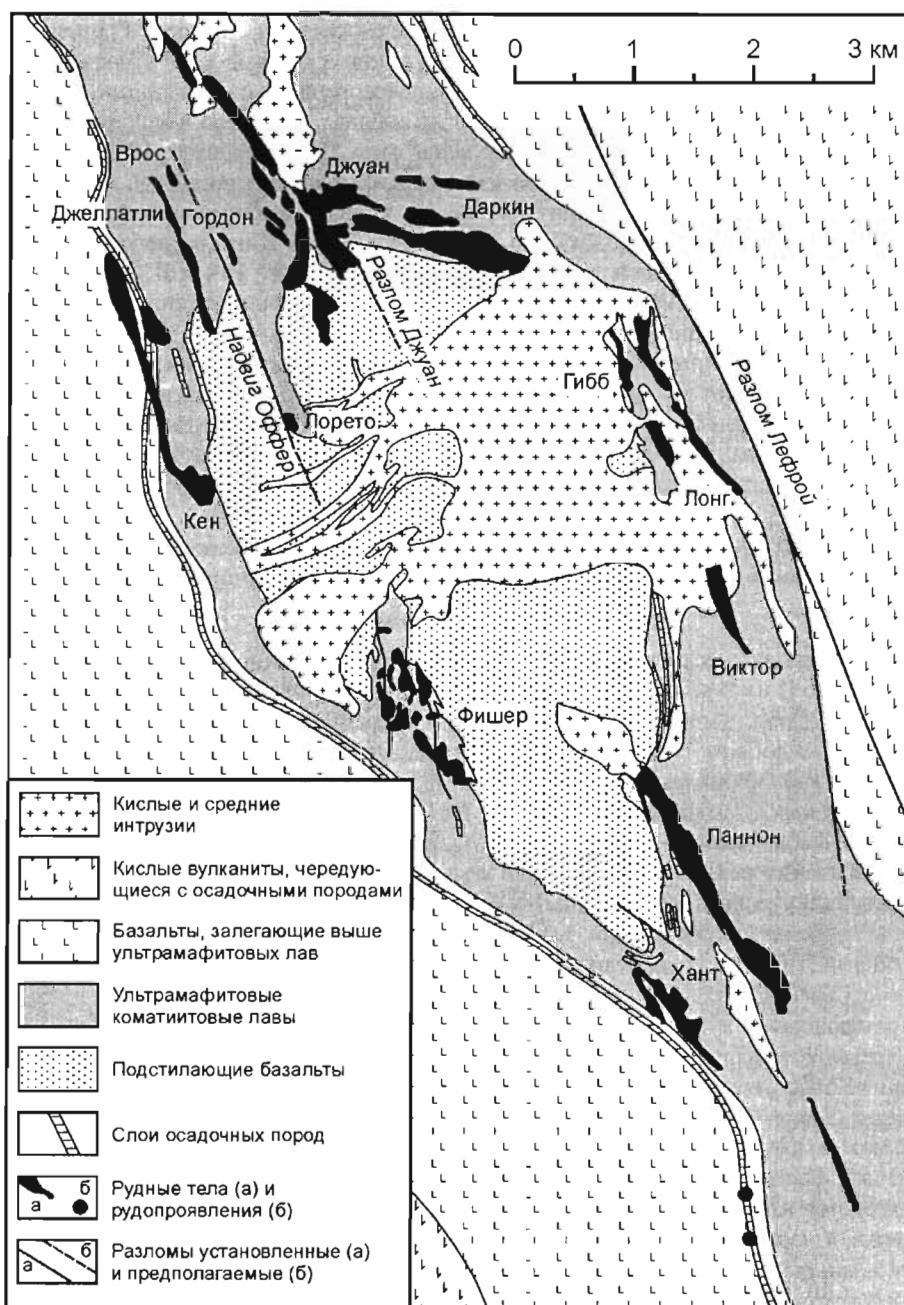 0 1 2 3 км
Врос
Джуан
Джеллатли
Гордон
Даркин
Разлом Джуан
Надвиг Оффер
Гибб
Разлом Лефрой
Лорето
Лонг
Кен
Виктор
Фишер
Ланнон
Хант
Кислые и средние
интрузии
Кислые вулканиты, чередую-
щиеся с осадочными породами
Базальты, залегающие выше
ультрамафитовых лав
Ультрамафитовые
коматиитовые лавы
Подстилающие базальты
Слои осадочных пород
а б
Рудные тела (а) и
рудопроявления (б)
а б
Разломы установленные (а)
и предполагаемые (б)